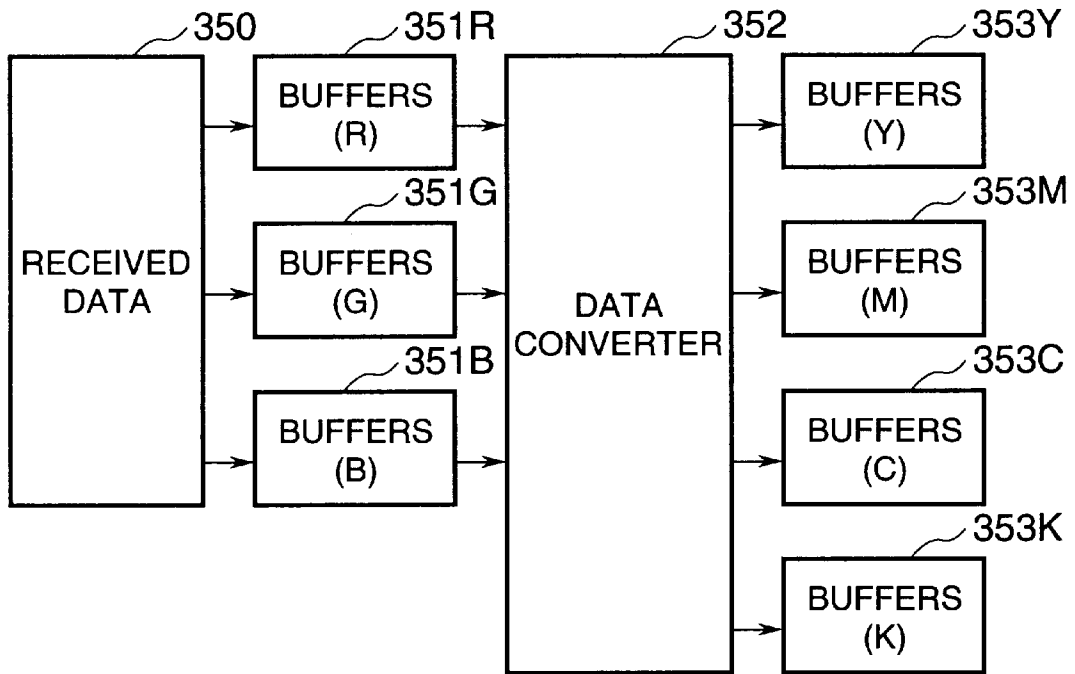 350
351R
352
353Y
RECEIVED
DATA
BUFFERS
(R)
351G
BUFFERS
(G)
351B
BUFFERS
(B)
DATA
CONVERTER
BUFFERS
(Y)
353M
BUFFERS
(M)
353C
BUFFERS
(C)
353K
BUFFERS
(K)